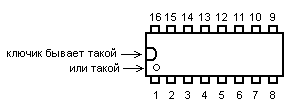 16 15 14 13 12 11 10 9
ключик бывает такой
или такой
1 2 3 4 5 6 7 8